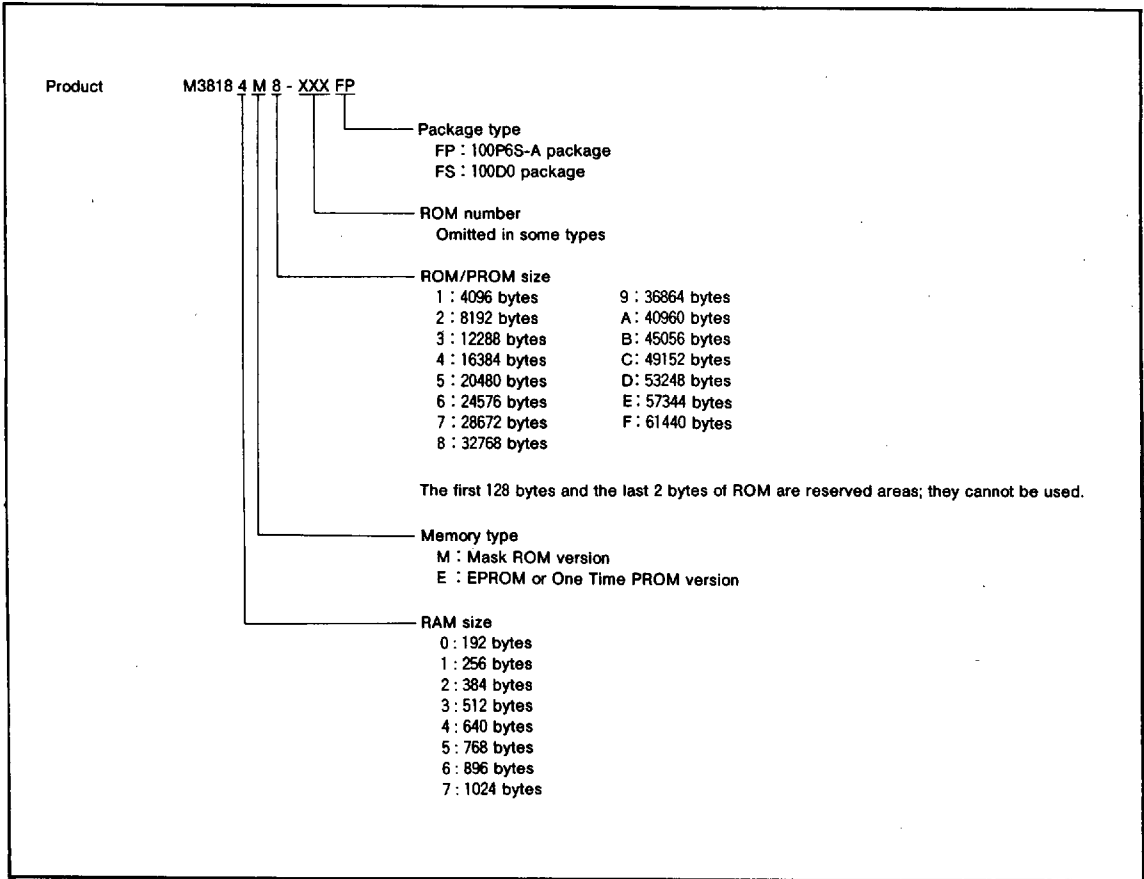 Product M3818 4 M 8 - XXX FP
Package type
FP : 100P6S-A package
FS : 100D0 package
ROM number
Omitted in some types
ROM/PROM size
1 : 4096 bytes 9 : 36864 bytes
2 : 8192 bytes A : 40960 bytes
3 : 12288 bytes B : 45056 bytes
4 : 16384 bytes C : 49152 bytes
5 : 20480 bytes D : 53248 bytes
6 : 24576 bytes E : 57344 bytes
7 : 28672 bytes F : 61440 bytes
8 : 32768 bytes
The first 128 bytes and the last 2 bytes of ROM are reserved areas; they cannot be used.
Memory type
M : Mask ROM version
E : EPROM or One Time PROM version
RAM size
0 : 192 bytes
1 : 256 bytes
2 : 384 bytes
3 : 512 bytes
4 : 640 bytes
5 : 768 bytes
6 : 896 bytes
7 : 1024 bytes